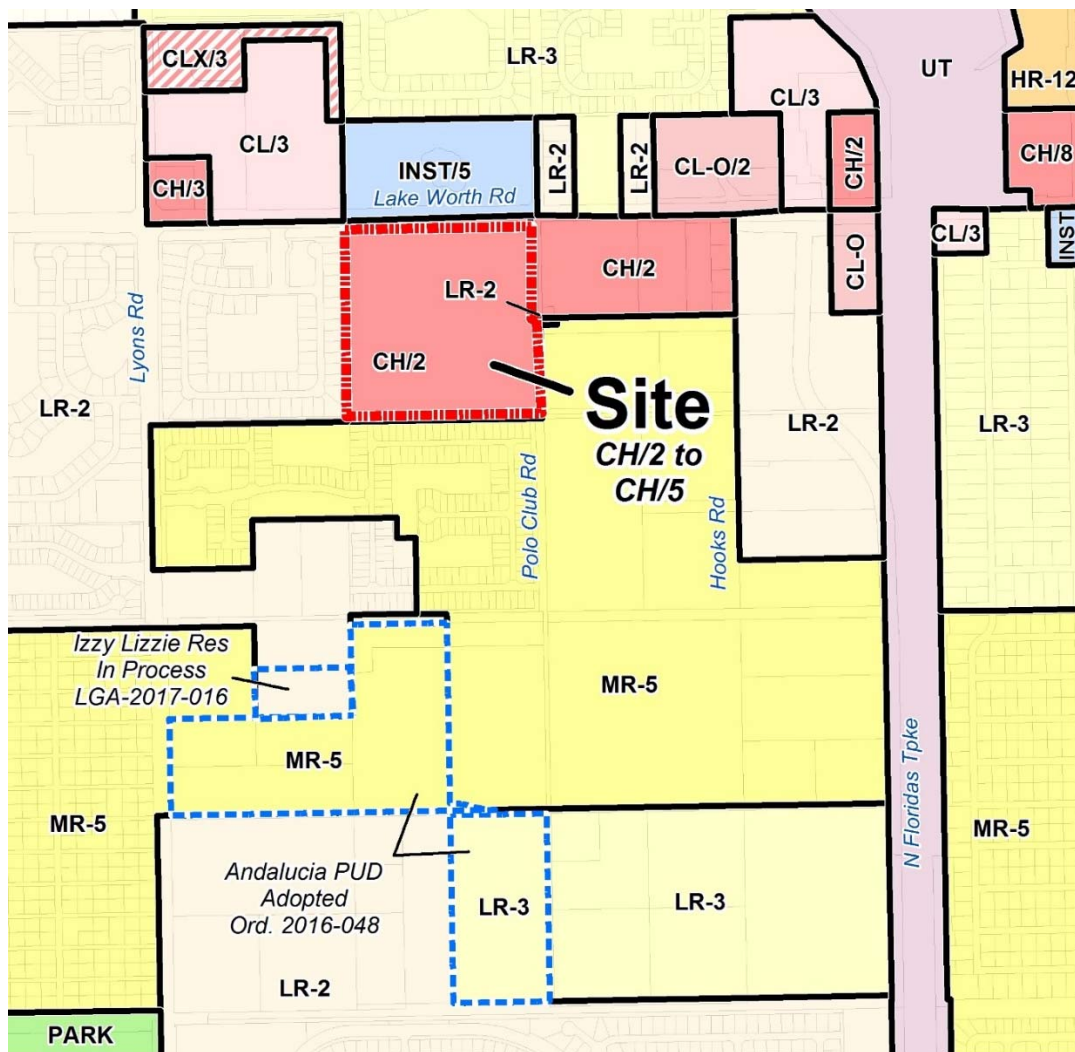 CLX/3
LR-3
UT
HR-12
CL/3
CL/3
CH/3
INST/5
Lake Worth Rd
LR-2
LR-2
CL-O/2
CH/2
CH/8
CL/3
INST
CH/2
CL-O
LR-2
CH/2
Site
CH/2 to
CH/5
Lyons Rd
LR-2
LR-2
LR-3
Polo Club Rd
Hooks Rd
Izzy Lizzie Res
In Process
LGA-2017-016
MR-5
MR-5
MR-5
N Floridas Tpke
MR-5
Andalucia PUD
Adopted
Ord. 2016-048
LR-3
LR-3
LR-2
PARK